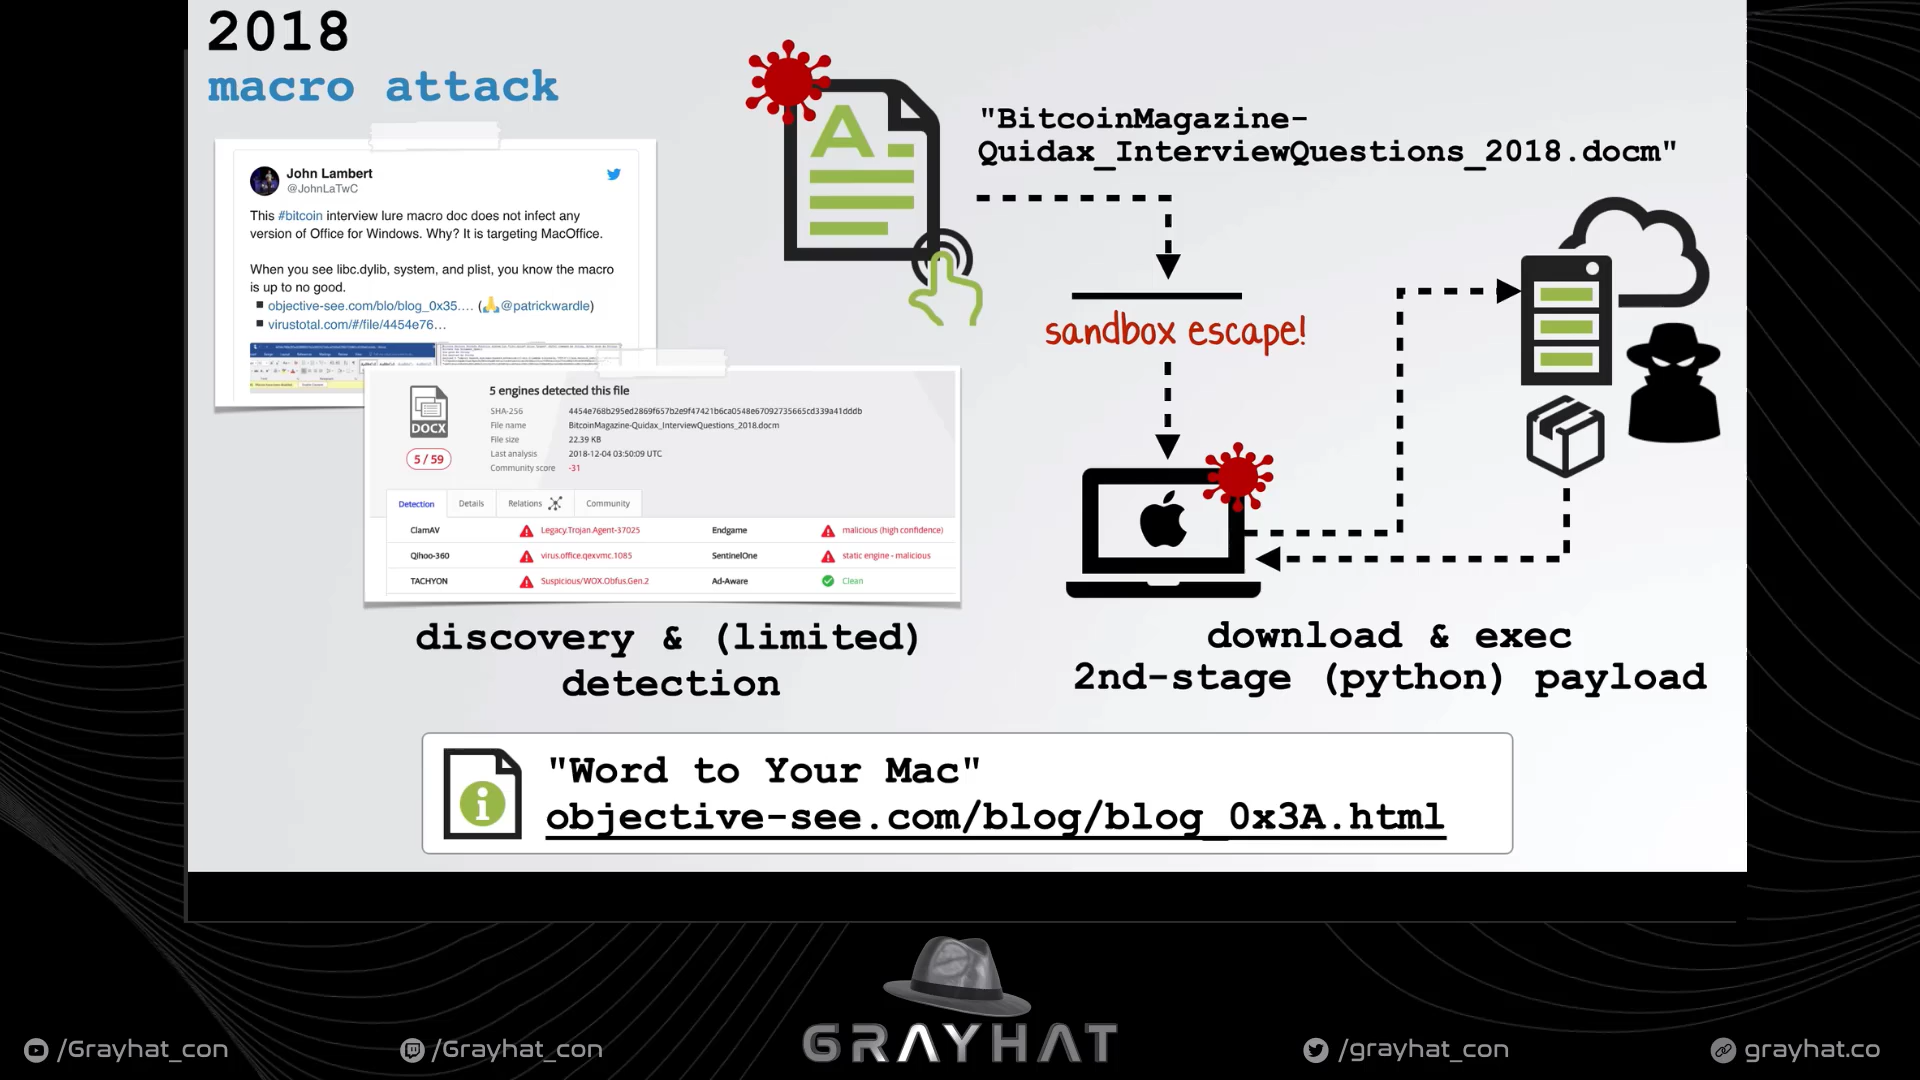 2018
macro attack
John Lambert
@JohnLaTwC
This #bitcoin interview lure macro doc does not infect any
version of Office for Windows. Why? It is targeting MacOffice.
When you see libc.dylib, system, and plist, you know the macro
is up to no good.
objective-see.com/blo/blog_0x35.... (🙏@patrickwardle)
virustotal.com/#/file/4454e76…
DOCX
5 / 59
5 engines detected this file
SHA-256 4454e768b295ed2869f657b2e9f47421b6ca0548e67092735665cd339a41dddb
File name BitcoinMagazine-Quidax_InterviewQuestions_2018.docm
File size 22.39 KB
Last analysis 2018-12-04 03:50:09 UTC
Community score -31
Detection Details Relations Community
ClamAV Legacy.Trojan.Agent-37025 Endgame malicious (high confidence)
Qihoo-360 virus.office.qexvmc.1085 SentinelOne static engine - malicious
TACHYON Suspicious/WOX.Obfus.Gen.2 Ad-Aware Clean
discovery & (limited)
detection
"BitcoinMagazine-
Quidax_InterviewQuestions_2018.docm"
sandbox escape!
download & exec
2nd-stage (python) payload
"Word to Your Mac"
objective-see.com/blog/blog_0x3A.html
GRAYHAT
/Grayhat_con
/Grayhat_con
/grayhat_con
grayhat.co